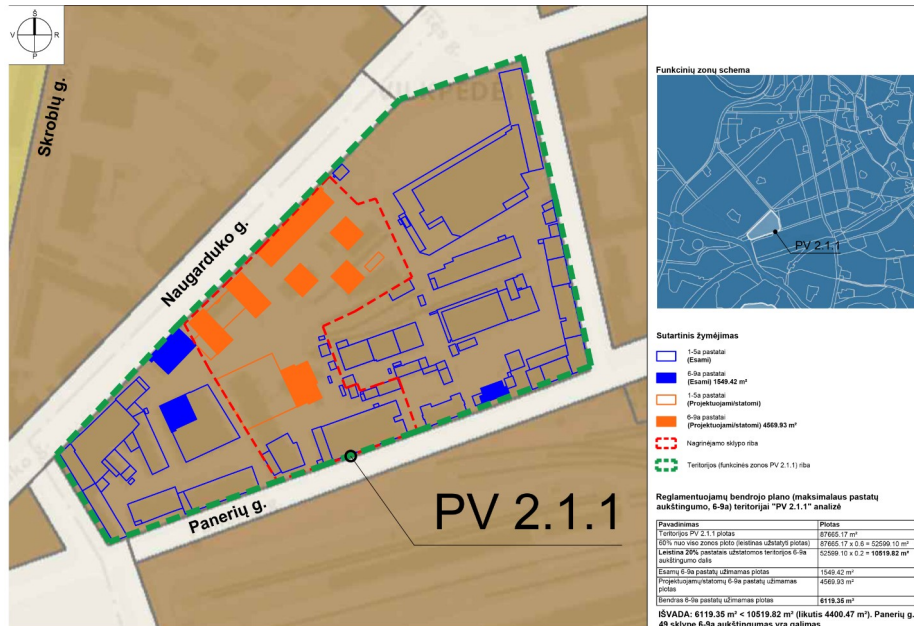 Š
V R
P
Skroblų g.
Naugarduko g.
Panerių g.
PV 2.1.1
Funkcinių zonų schema
PV 2.1.1
Sutartinis žymėjimas
1-5a pastatai
(Esami)
6-9a pastatai
(Esami) 1549.42 m²
1-5a pastatai
(Projektuojami/statomi)
6-9a pastatai
(Projektuojami/statomi) 4569.93 m²
Nagrinėjamo sklypo riba
Teritorijos (funkcinės zonos PV 2.1.1) riba
Reglamentuojamų bendrojo plano (maksimalaus pastatų
aukštingumo, 6-9a) teritorijai "PV 2.1.1" analizė
Pavadinimas Plotas
Teritorijos PV 2.1.1 plotas 87665.17 m²
60% nuo viso zonos ploto (leistinas užstatyti plotas) 87665.17 x 0.6 = 52599.10 m²
Leistina 20% pastatais užstatomos teritorijos 6-9a 52599.10 x 0.2 = 10519.82 m²
aukštingumo dalis
Esamų 6-9a pastatų užimamas plotas 1549.42 m²
Projektuojamų/statomų 6-9a pastatų užimamas 4569.93 m²
plotas
Bendras 6-9a pastatų užimamas plotas 6119.35 m²
IŠVADA: 6119.35 m² < 10519.82 m² (likutis 4400.47 m²). Panerių g.
49 sklype 6-9a aukštingumas yra galimas